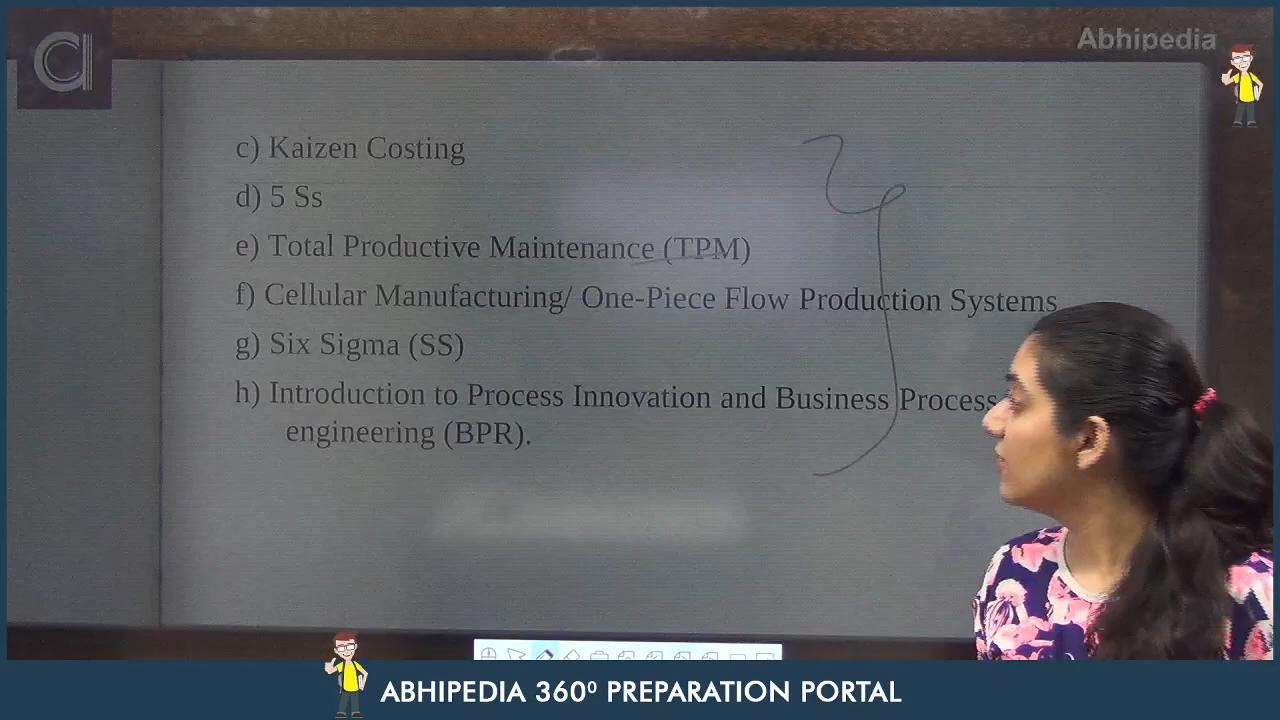 Abhipedia
c) Kaizen Costing
d) 5 Ss
e) Total Productive Maintenance (TPM)
f) Cellular Manufacturing/ One-Piece Flow Production Systems
g) Six Sigma (SS)
h) Introduction to Process Innovation and Business Process
engineering (BPR).
ABHIPEDIA 360⁰ PREPARATION PORTAL